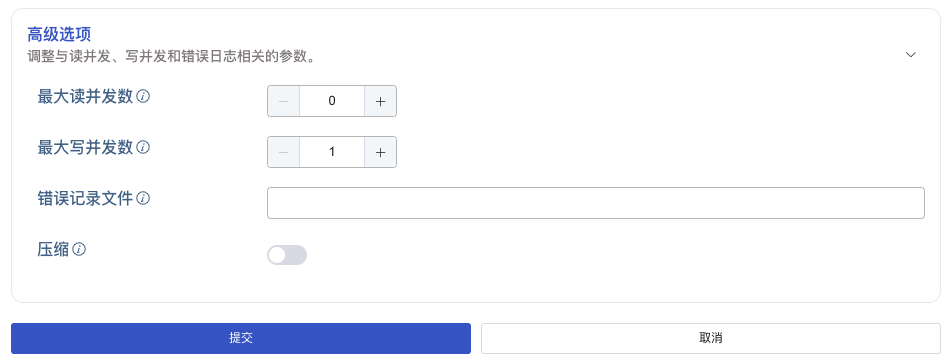 高级选项
调整与读并发、写并发和错误日志相关的参数。
最大读并发数
0
最大写并发数
1
错误记录文件
压缩
提交 取消